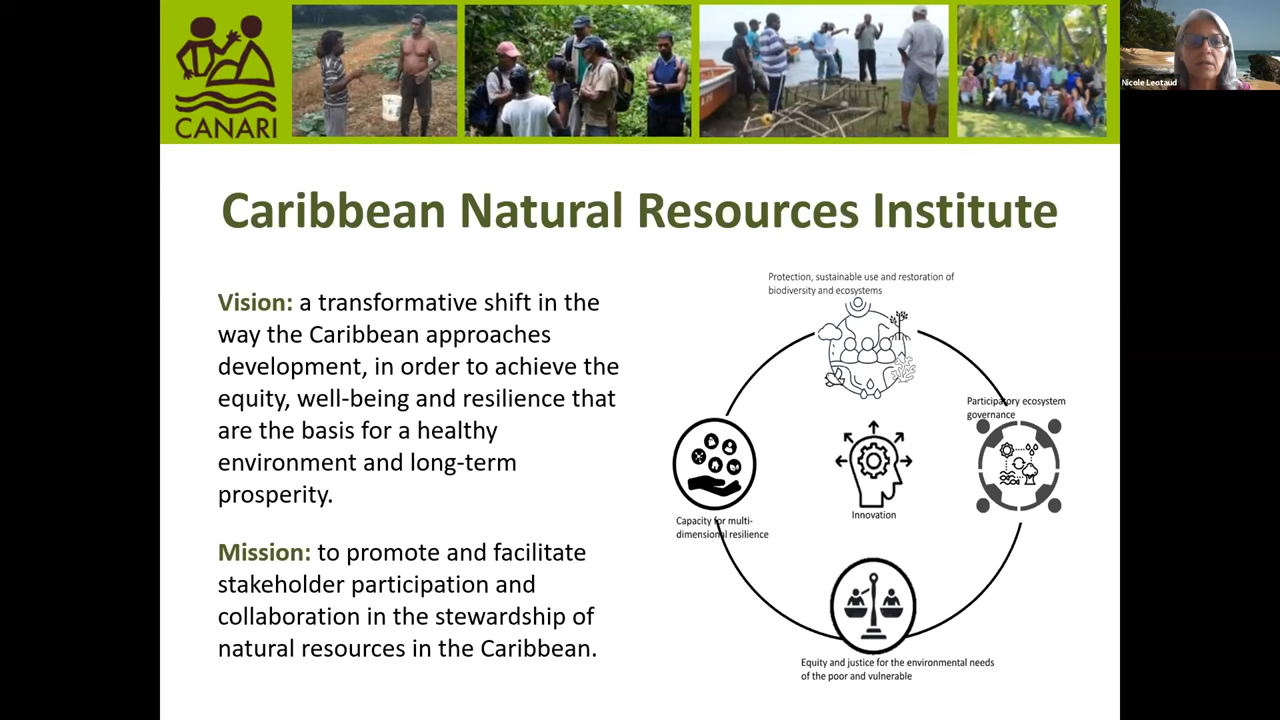 CANARI
Nicole Leotaud
Caribbean Natural Resources Institute
Vision: a transformative shift in the
way the Caribbean approaches
development, in order to achieve the
equity, well-being and resilience that
are the basis for a healthy
environment and long-term
prosperity.
Mission: to promote and facilitate
stakeholder participation and
collaboration in the stewardship of
natural resources in the Caribbean.
Protection, sustainable use and restoration of
biodiversity and ecosystems
Participatory ecosystem
governance
Innovation
Capacity for multi-
dimensional resilience
Equity and justice for the environmental needs
of the poor and vulnerable